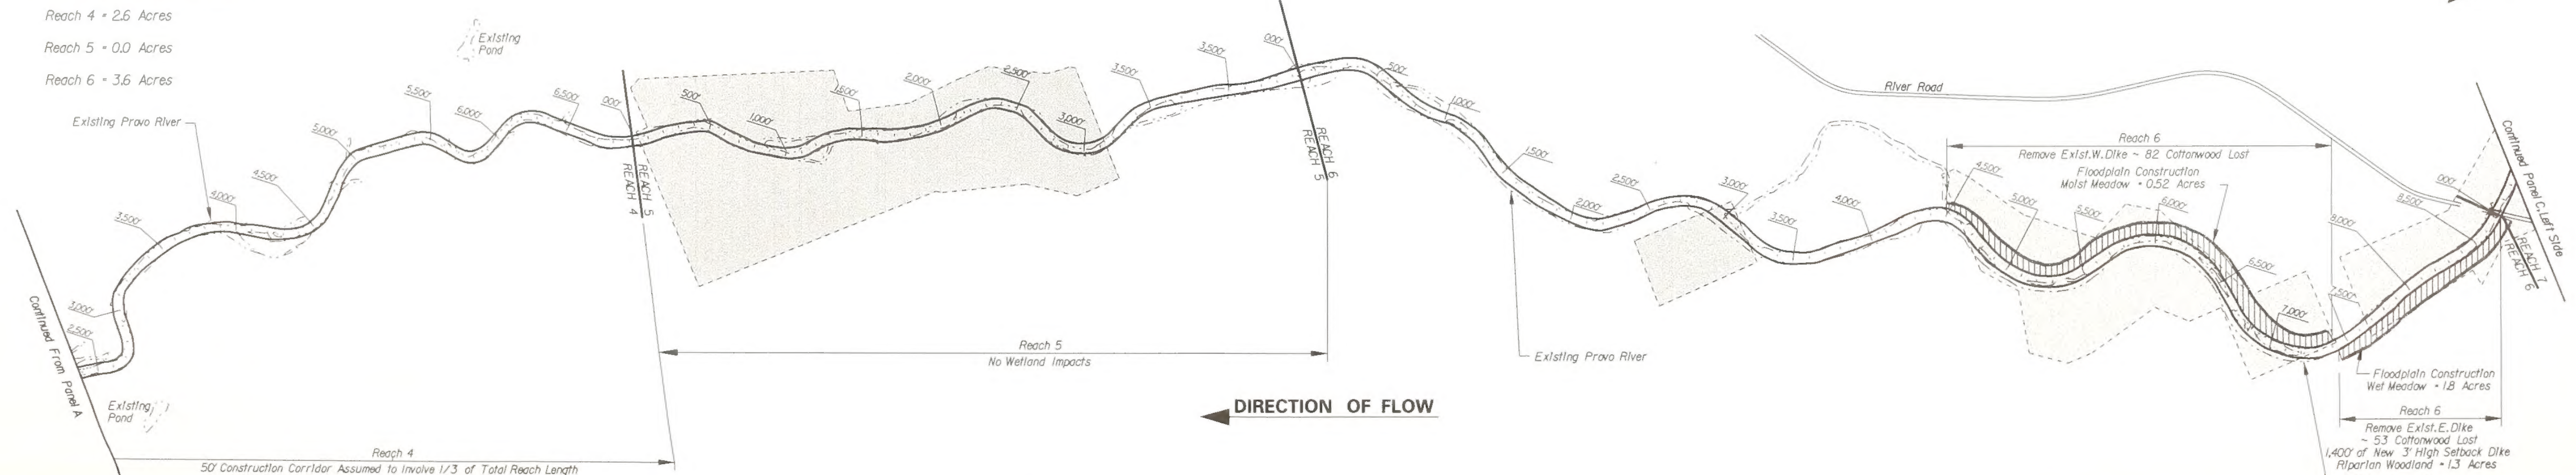 Reach 4 = 2.6 Acres
Reach 5 = 0.0 Acres
Reach 6 = 3.6 Acres
Existing
Pond
Existing Provo River
Continued From Panel A
2,500'
3,000'
3,500'
4,000'
4,500'
5,000'
5,500'
6,000'
6,500'
000'
REACH 5
REACH 4
500'
1,000'
1,600'
2,000'
2,500'
3,000'
3,500'
3,500'
000'
REACH 6
REACH 5
500'
1,000'
1,500'
2,000'
2,500'
3,000'
3,500'
4,000'
4,500'
5,000'
5,500'
6,000'
6,500'
7,000'
7,500'
8,000'
8,500'
000'
River Road
Reach 6
Remove Exist. W. Dike ~ 82 Cottonwood Lost
Floodplain Construction
Moist Meadow = 0.52 Acres
Continued Panel C, Left Side
REACH 7
REACH 6
Existing
Pond
Reach 5
No Wetland Impacts
Existing Provo River
DIRECTION OF FLOW
Floodplain Construction
Wet Meadow = 1.8 Acres
Reach 6
Remove Exist. E. Dike
~ 53 Cottonwood Lost
1,400' of New 3' High Setback Dike
Riparian Woodland = 1.3 Acres
Reach 4
50' Construction Corridor Assumed to Involve 1/3 of Total Reach Length